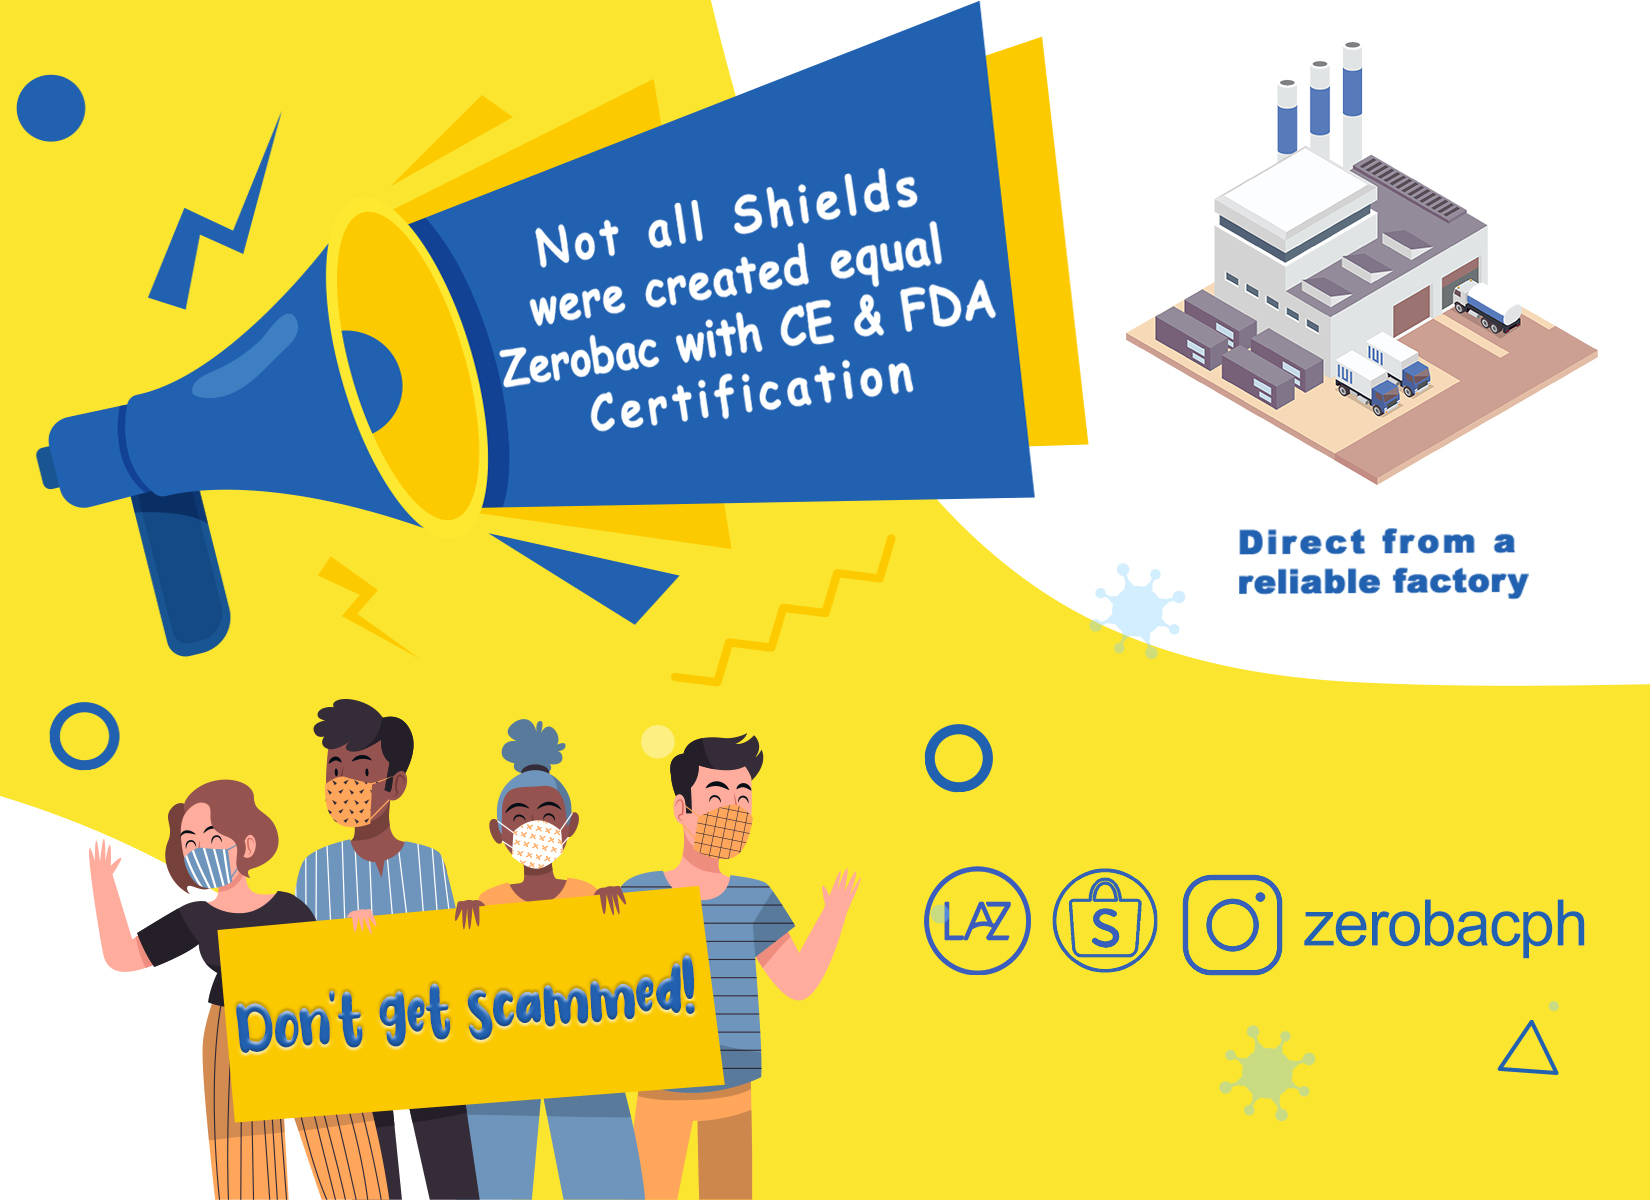 Not all Shields
were created equal
Zerobac with CE & FDA
Certification
Direct from a
reliable factory
Don't get scammed!
LAZ
S
zerobacph